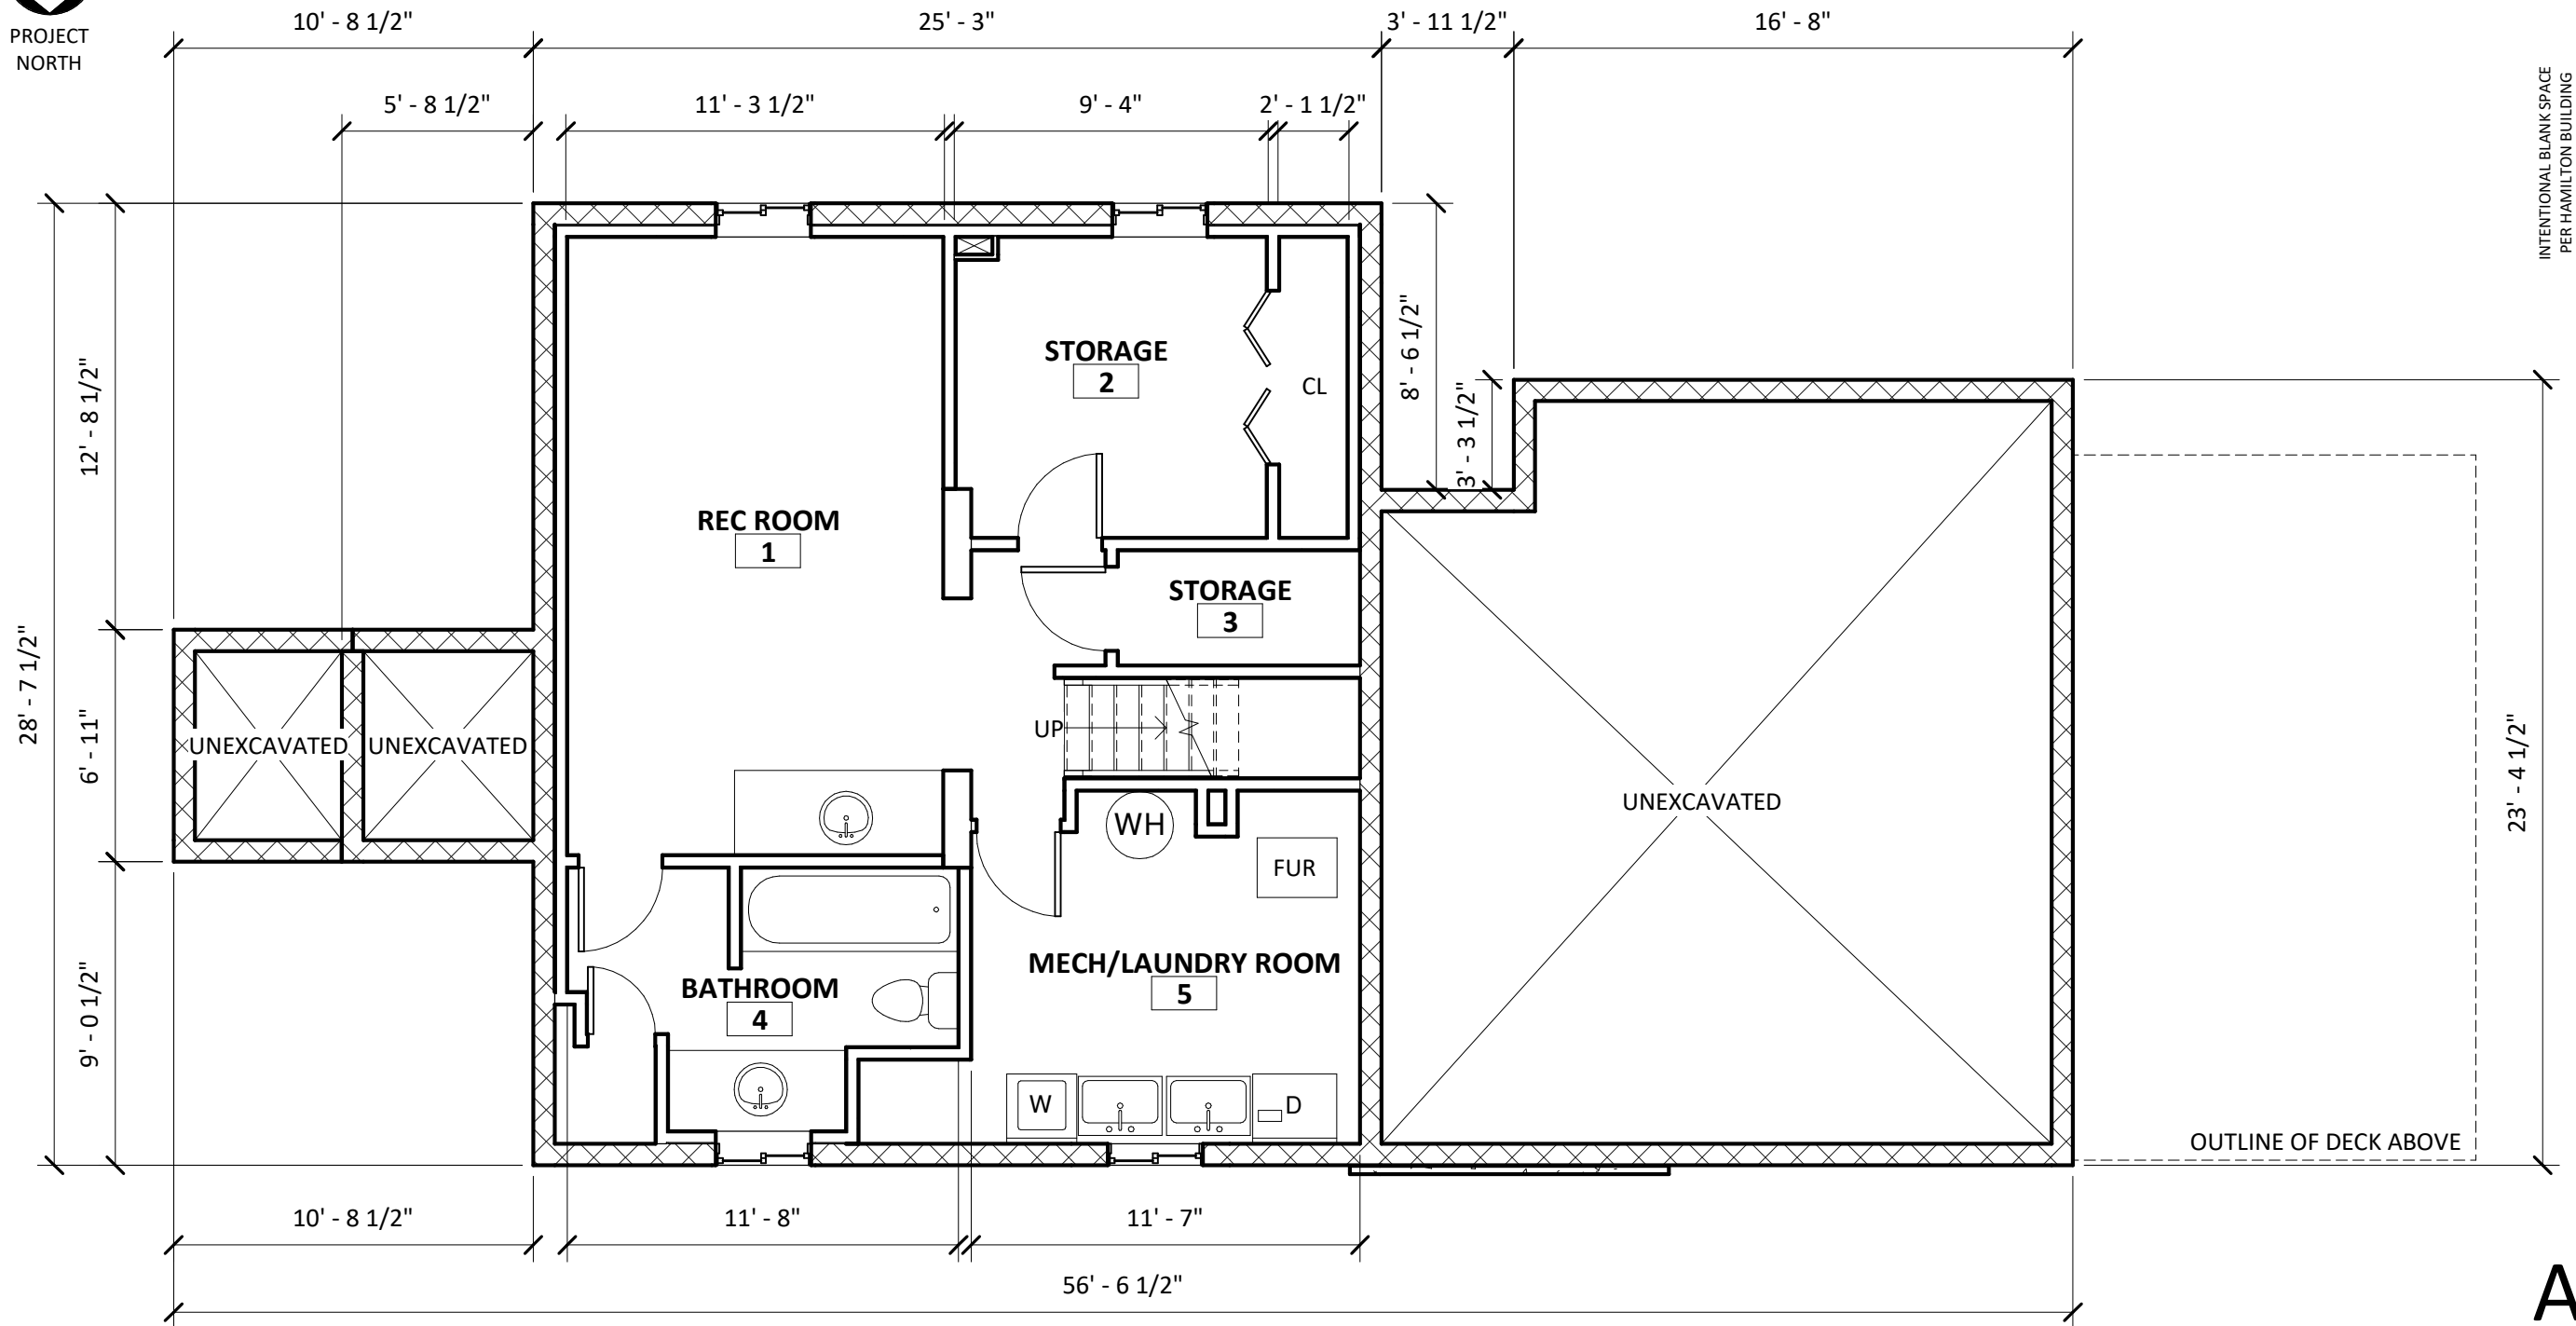 PROJECT
NORTH
10' - 8 1/2"
25' - 3"
3' - 11 1/2"
16' - 8"
5' - 8 1/2"
11' - 3 1/2"
9' - 4"
2' - 1 1/2"
INTENTIONAL BLANK SPACE
PER HAMILTON BUILDING
28' - 7 1/2"
12' - 8 1/2"
6' - 11"
9' - 0 1/2"
8' - 6 1/2"
3' - 3 1/2"
23' - 4 1/2"
STORAGE
2
CL
REC ROOM
1
STORAGE
3
UP
UNEXCAVATED
UNEXCAVATED
UNEXCAVATED
WH
FUR
MECH/LAUNDRY ROOM
5
BATHROOM
4
W
D
OUTLINE OF DECK ABOVE
10' - 8 1/2"
11' - 8"
11' - 7"
56' - 6 1/2"
A